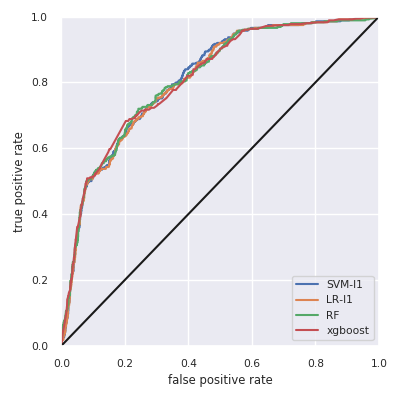 1.0
0.8
0.6
0.4
0.2
0.0
true positive rate
0.0 0.2 0.4 0.6 0.8 1.0
false positive rate
SVM-l1
LR-l1
RF
xgboost